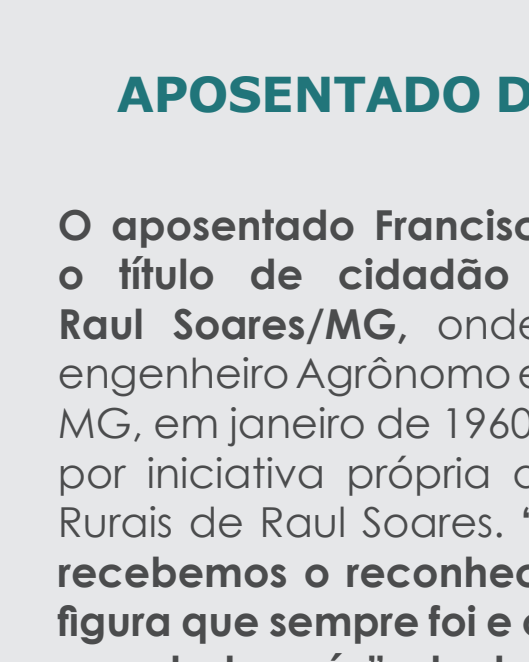 APOSENTADO D
O aposentado Francisc
o título de cidadão
Raul Soares/MG, onde
engenheiro Agrônomo e
MG, em janeiro de 1960
por iniciativa própria
Rurais de Raul Soares. “
recebemos o reconhec
figura que sempre foi e